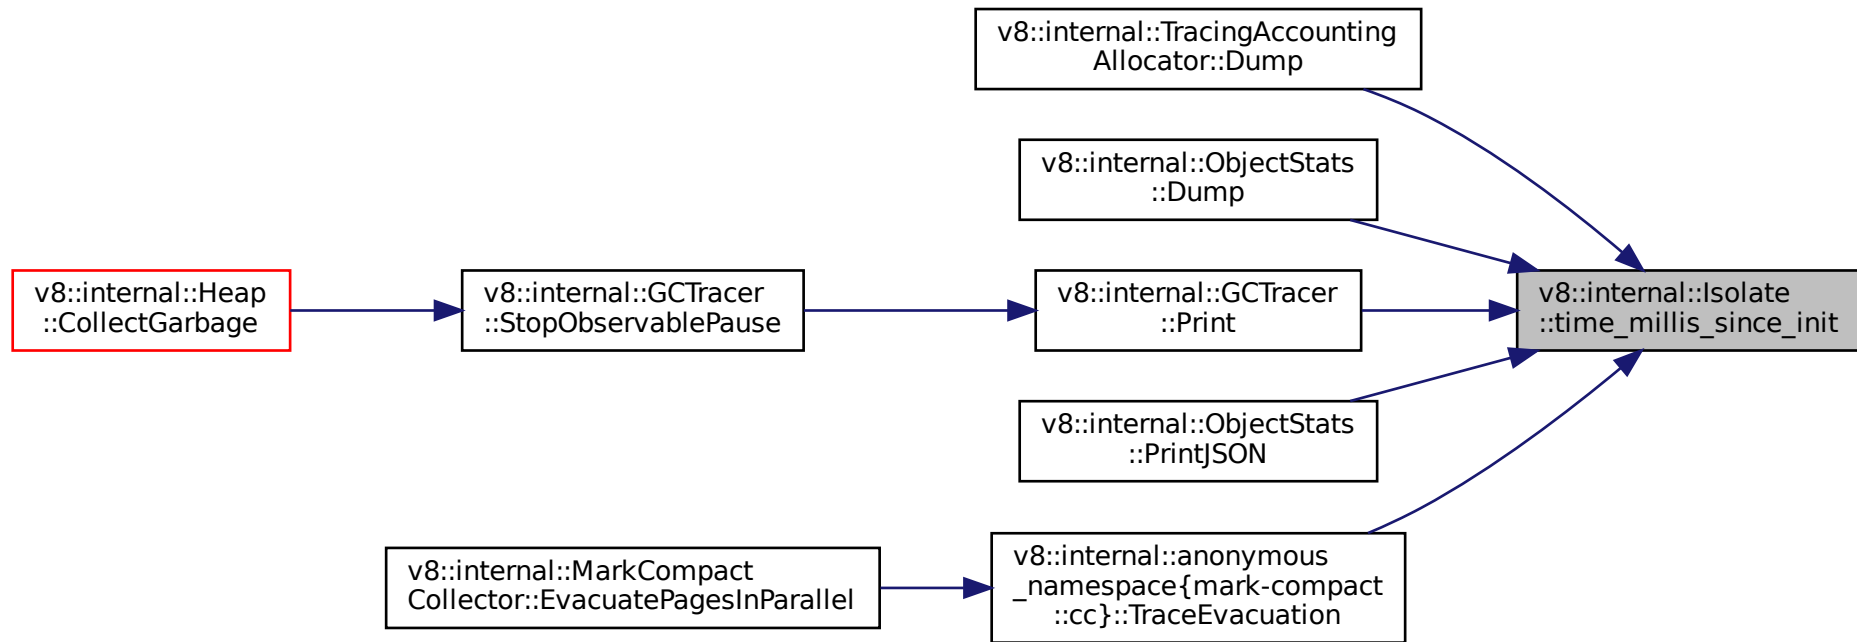 v8::internal::TracingAccounting
Allocator::Dump
v8::internal::ObjectStats
::Dump
v8::internal::Heap
::CollectGarbage
v8::internal::GCTracer
::StopObservablePause
v8::internal::GCTracer
::Print
v8::internal::Isolate
::time_millis_since_init
v8::internal::ObjectStats
::PrintJSON
v8::internal::MarkCompact
Collector::EvacuatePagesInParallel
v8::internal::anonymous
_namespace{mark-compact
::cc}::TraceEvacuation